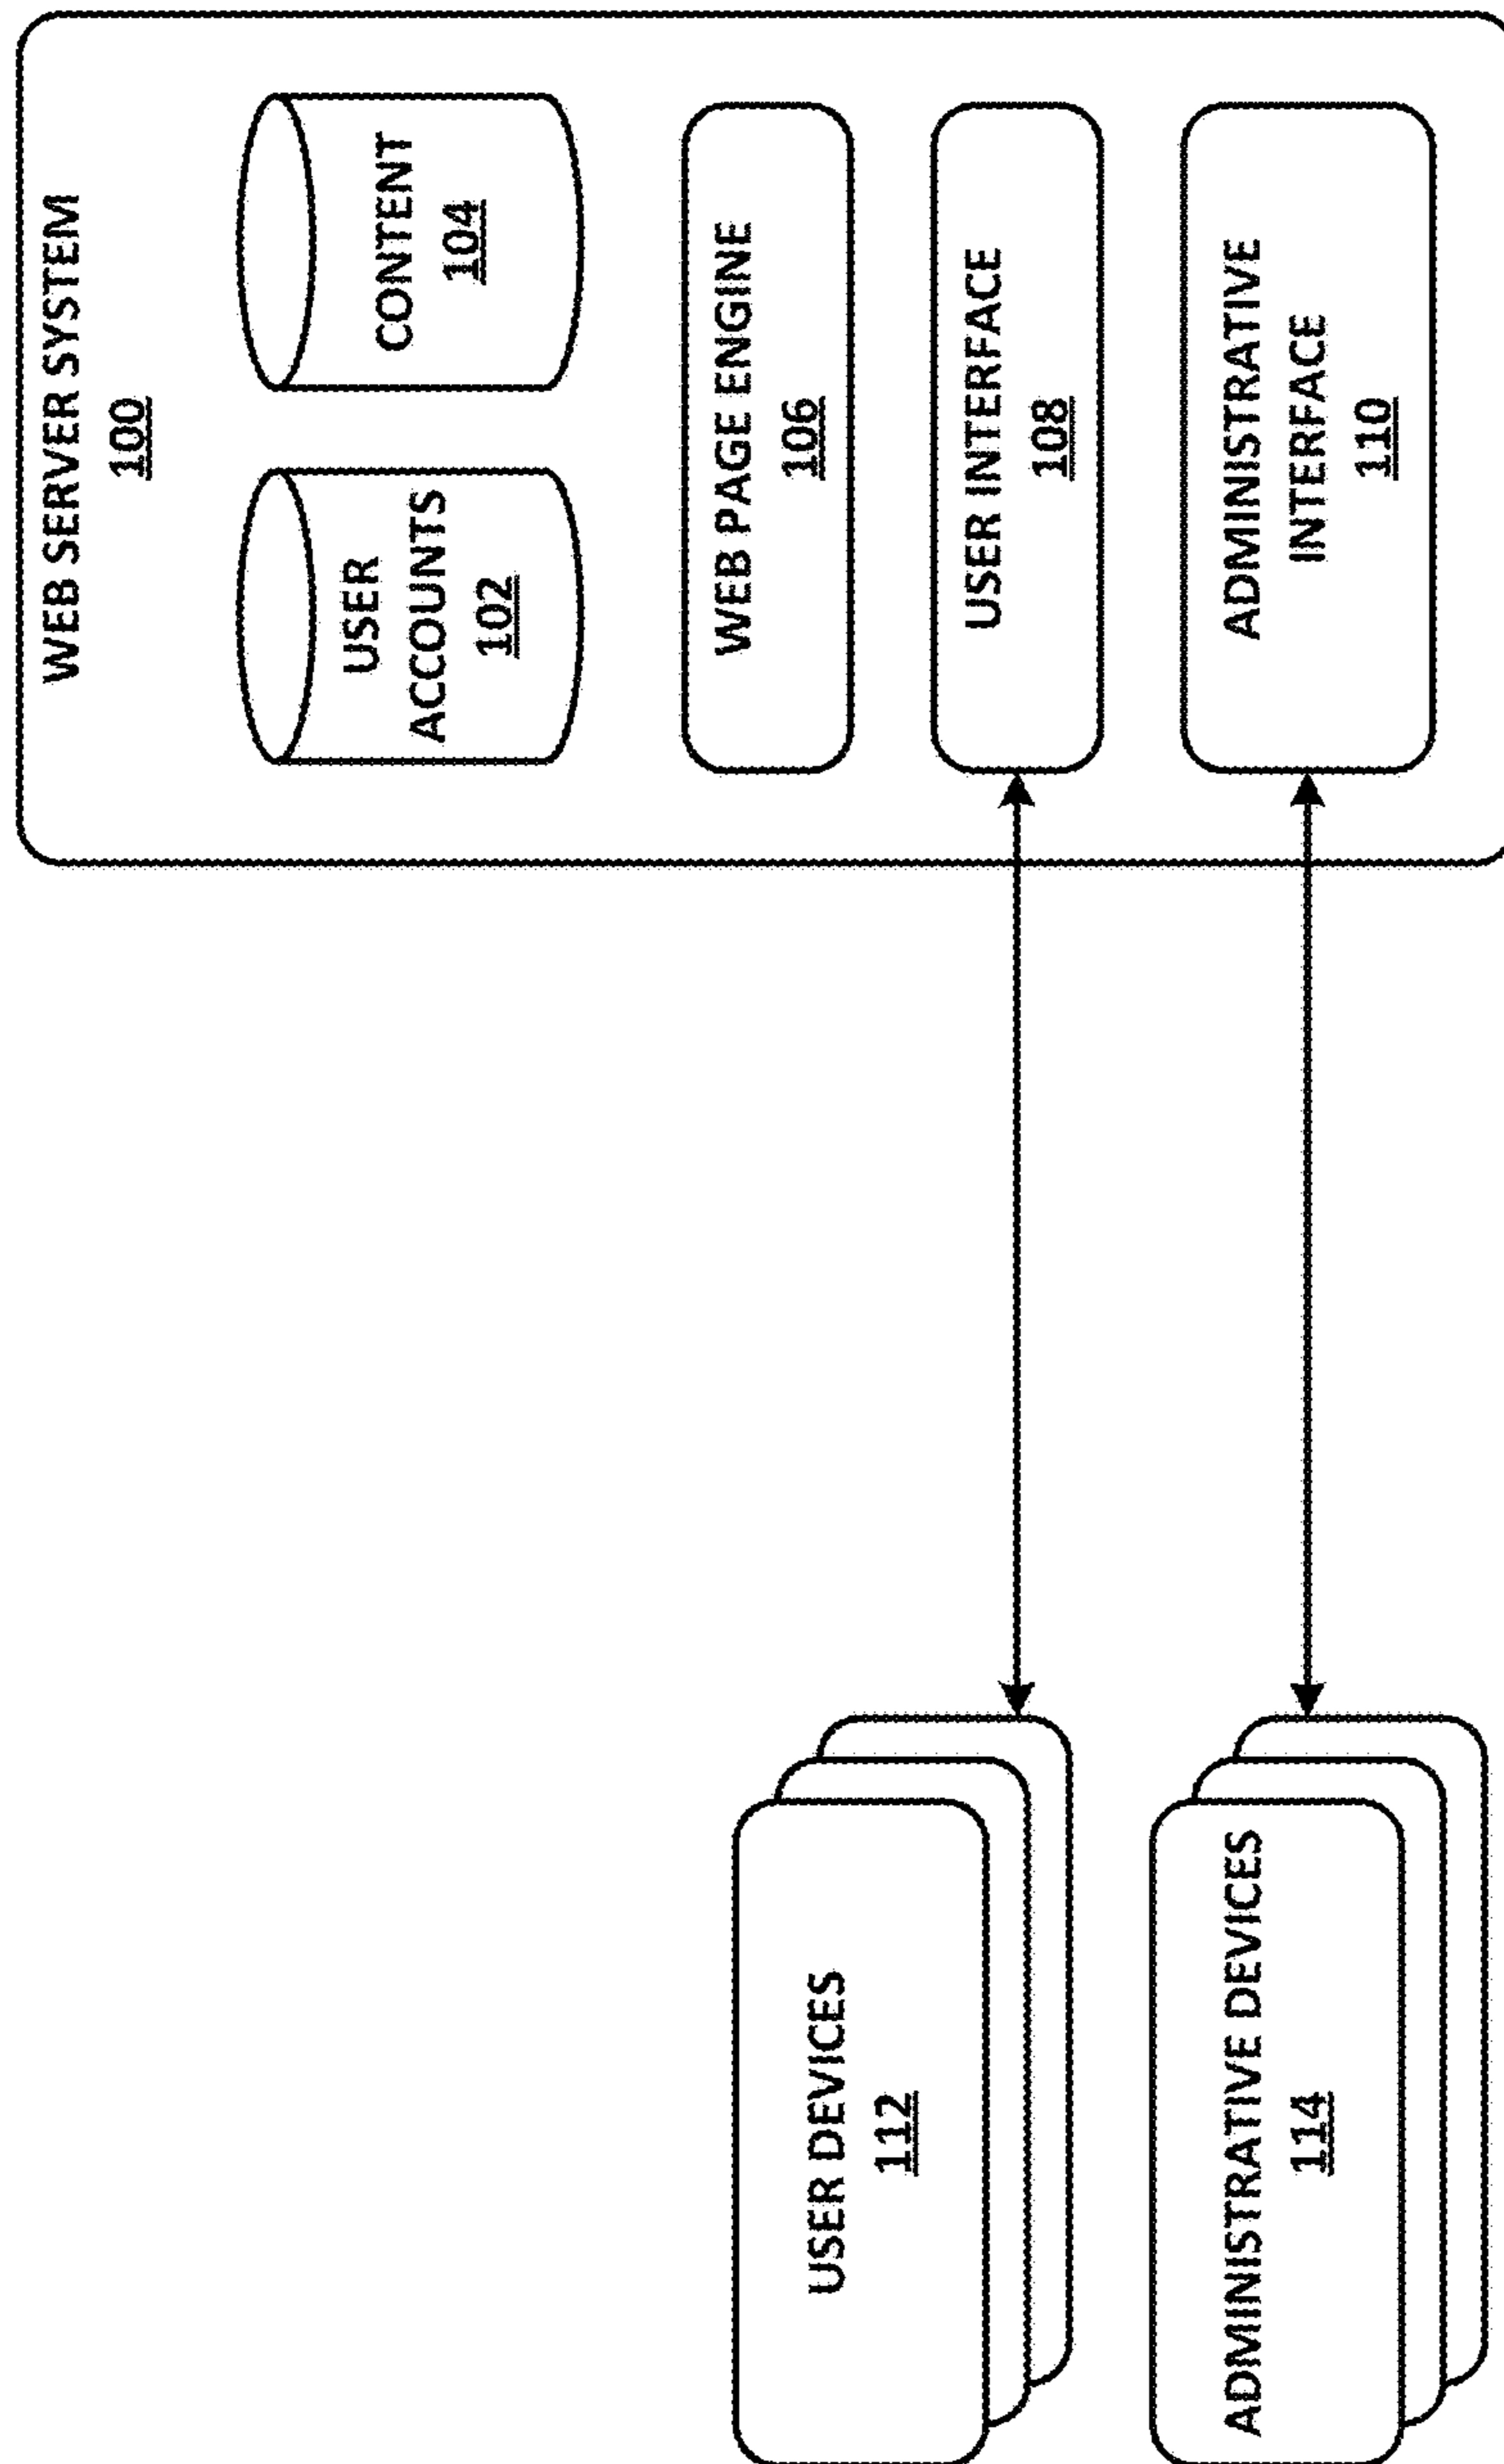 WEB SERVER SYSTEM
100
USER
ACCOUNTS
102
CONTENT
104
WEB PAGE ENGINE
106
USER INTERFACE
108
ADMINISTRATIVE
INTERFACE
110
USER DEVICES
112
ADMINISTRATIVE DEVICES
114